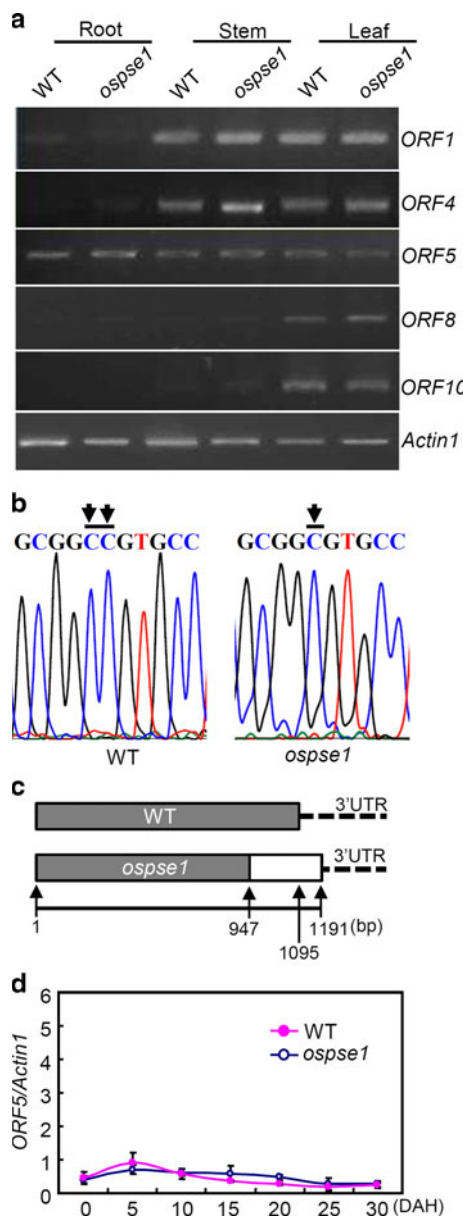 a
Root Stem Leaf
WT ospse1 WT ospse1 WT ospse1
ORF1
ORF4
ORF5
ORF8
ORF10
Actin1
b
GCGGCCGTGCC GCGGCGTGCC
WT ospse1
c
WT 3'UTR
ospse1 3'UTR
1 947 1191(bp)
1095
d
6
5
4
3
2
1
0
ORF5/Actin1
WT
ospse1
0 5 10 15 20 25 30 (DAH)